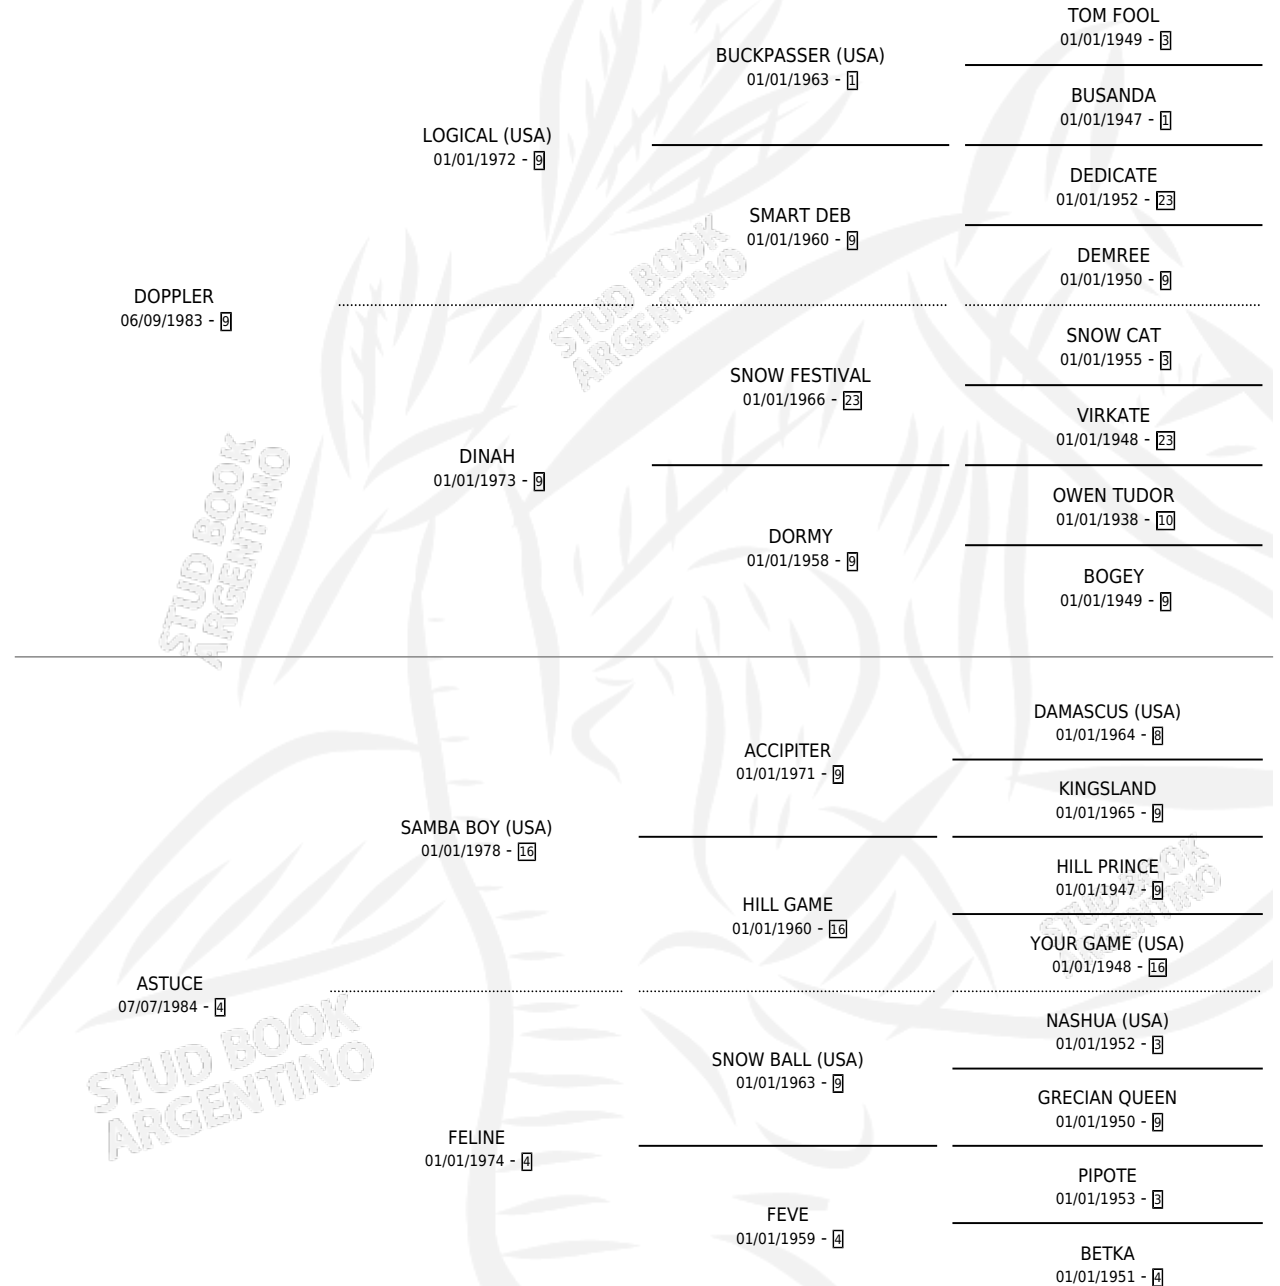 TOM FOOL
01/01/1949 - 3
BUCKPASSER (USA)
01/01/1963 - 1
BUSANDA
01/01/1947 - 1
LOGICAL (USA)
01/01/1972 - 9
DEDICATE
01/01/1952 - 23
SMART DEB
01/01/1960 - 9
DEMREE
01/01/1950 - 9
DOPPLER
06/09/1983 - 9
SNOW CAT
01/01/1955 - 3
SNOW FESTIVAL
01/01/1966 - 23
VIRKATE
01/01/1948 - 23
DINAH
01/01/1973 - 9
OWEN TUDOR
01/01/1938 - 10
DORMY
01/01/1958 - 9
BOGEY
01/01/1949 - 9
DAMASCUS (USA)
01/01/1964 - 8
ACCIPITER
01/01/1971 - 9
KINGSLAND
01/01/1965 - 9
SAMBA BOY (USA)
01/01/1978 - 16
HILL PRINCE
01/01/1947 - 9
HILL GAME
01/01/1960 - 16
YOUR GAME (USA)
01/01/1948 - 16
ASTUCE
07/07/1984 - 4
NASHUA (USA)
01/01/1952 - 3
SNOW BALL (USA)
01/01/1963 - 9
GRECIAN QUEEN
01/01/1950 - 9
FELINE
01/01/1974 - 4
PIPOTE
01/01/1953 - 3
FEVE
01/01/1959 - 4
BETKA
01/01/1951 - 4
STUD BOOK
ARGENTINO
STUD BOOK
ARGENTINO
STUD BOOK
ARGENTINO
STUD BOOK
ARGENTINO